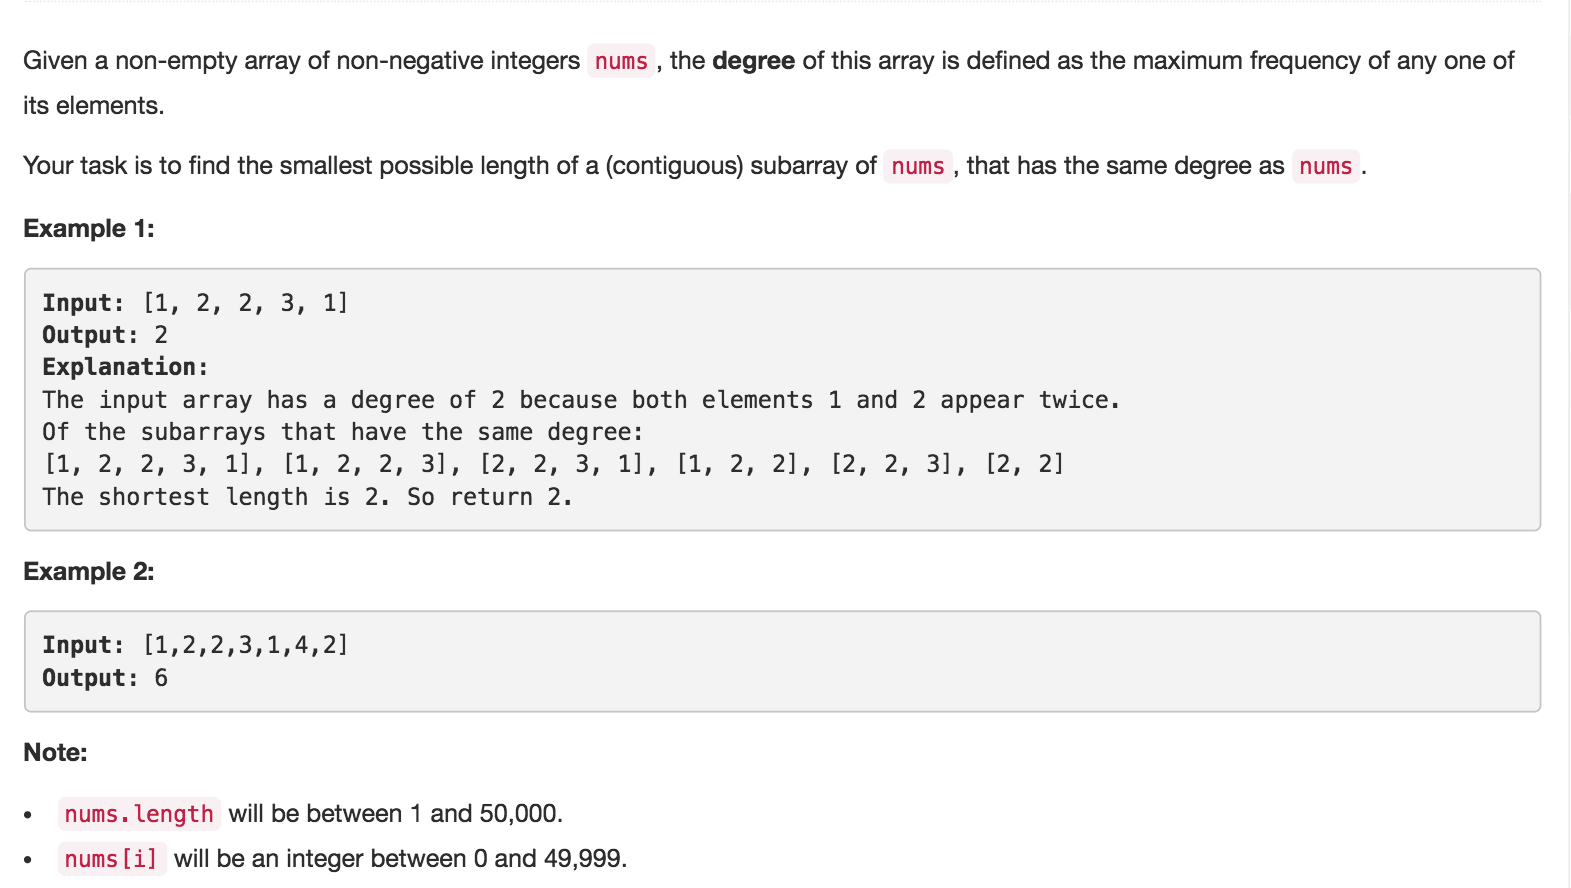 Given a non-empty array of non-negative integers nums , the degree of this array is defined as the maximum frequency of any one of
its elements.
Your task is to find the smallest possible length of a (contiguous) subarray of nums , that has the same degree as nums .
Example 1:
Input: [1, 2, 2, 3, 1]
Output: 2
Explanation:
The input array has a degree of 2 because both elements 1 and 2 appear twice.
Of the subarrays that have the same degree:
[1, 2, 2, 3, 1], [1, 2, 2, 3], [2, 2, 3, 1], [1, 2, 2], [2, 2, 3], [2, 2]
The shortest length is 2. So return 2.
Example 2:
Input: [1,2,2,3,1,4,2]
Output: 6
Note:
• nums.length will be between 1 and 50,000.
• nums[i] will be an integer between 0 and 49,999.